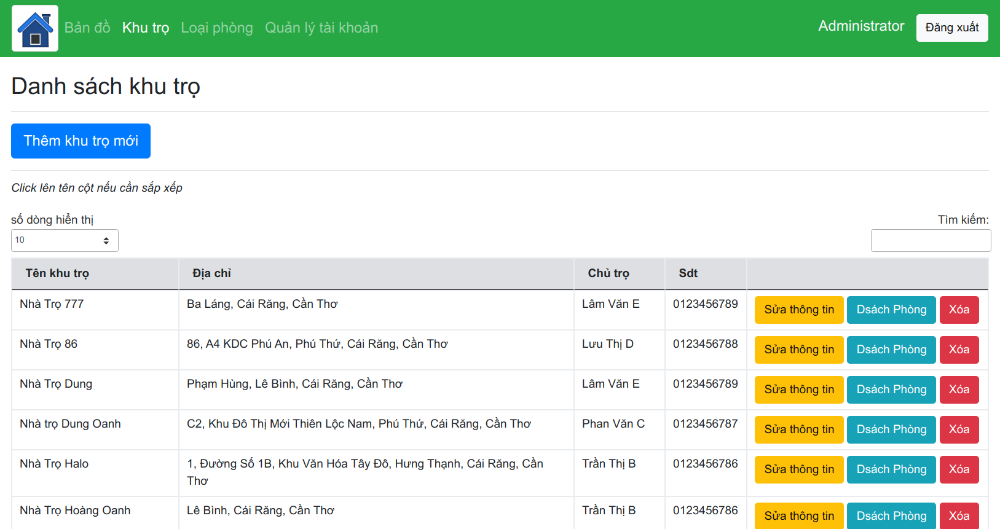 Bản đồ Khu trọ Loại phòng Quản lý tài khoản Administrator Đăng xuất
Danh sách khu trọ
Thêm khu trọ mới
Click lên tên cột nếu cần sắp xếp
số dòng hiển thị Tìm kiếm:
10
Tên khu trọ Địa chỉ Chủ trọ Sdt
Nhà Trọ 777 Ba Láng, Cái Răng, Cần Thơ Lâm Văn E 0123456789 Sửa thông tin Dsách Phòng Xóa
Nhà Trọ 86 86, A4 KDC Phú An, Phú Thứ, Cái Răng, Cần Thơ Lưu Thị D 0123456788 Sửa thông tin Dsách Phòng Xóa
Nhà Trọ Dung Phạm Hùng, Lê Bình, Cái Răng, Cần Thơ Lâm Văn E 0123456789 Sửa thông tin Dsách Phòng Xóa
Nhà trọ Dung Oanh C2, Khu Đô Thị Mới Thiên Lộc Nam, Phú Thứ, Cái Răng, Cần Thơ Phan Văn C 0123456787 Sửa thông tin Dsách Phòng Xóa
Nhà Trọ Halo 1, Đường Số 1B, Khu Văn Hóa Tây Đô, Hưng Thạnh, Cái Răng, Cần Trần Thị B 0123456786 Sửa thông tin Dsách Phòng Xóa
Thơ
Nhà Trọ Hoàng Oanh Lê Bình, Cái Răng, Cần Thơ Trần Thị B 0123456786 Sửa thông tin Dsách Phòng Xóa